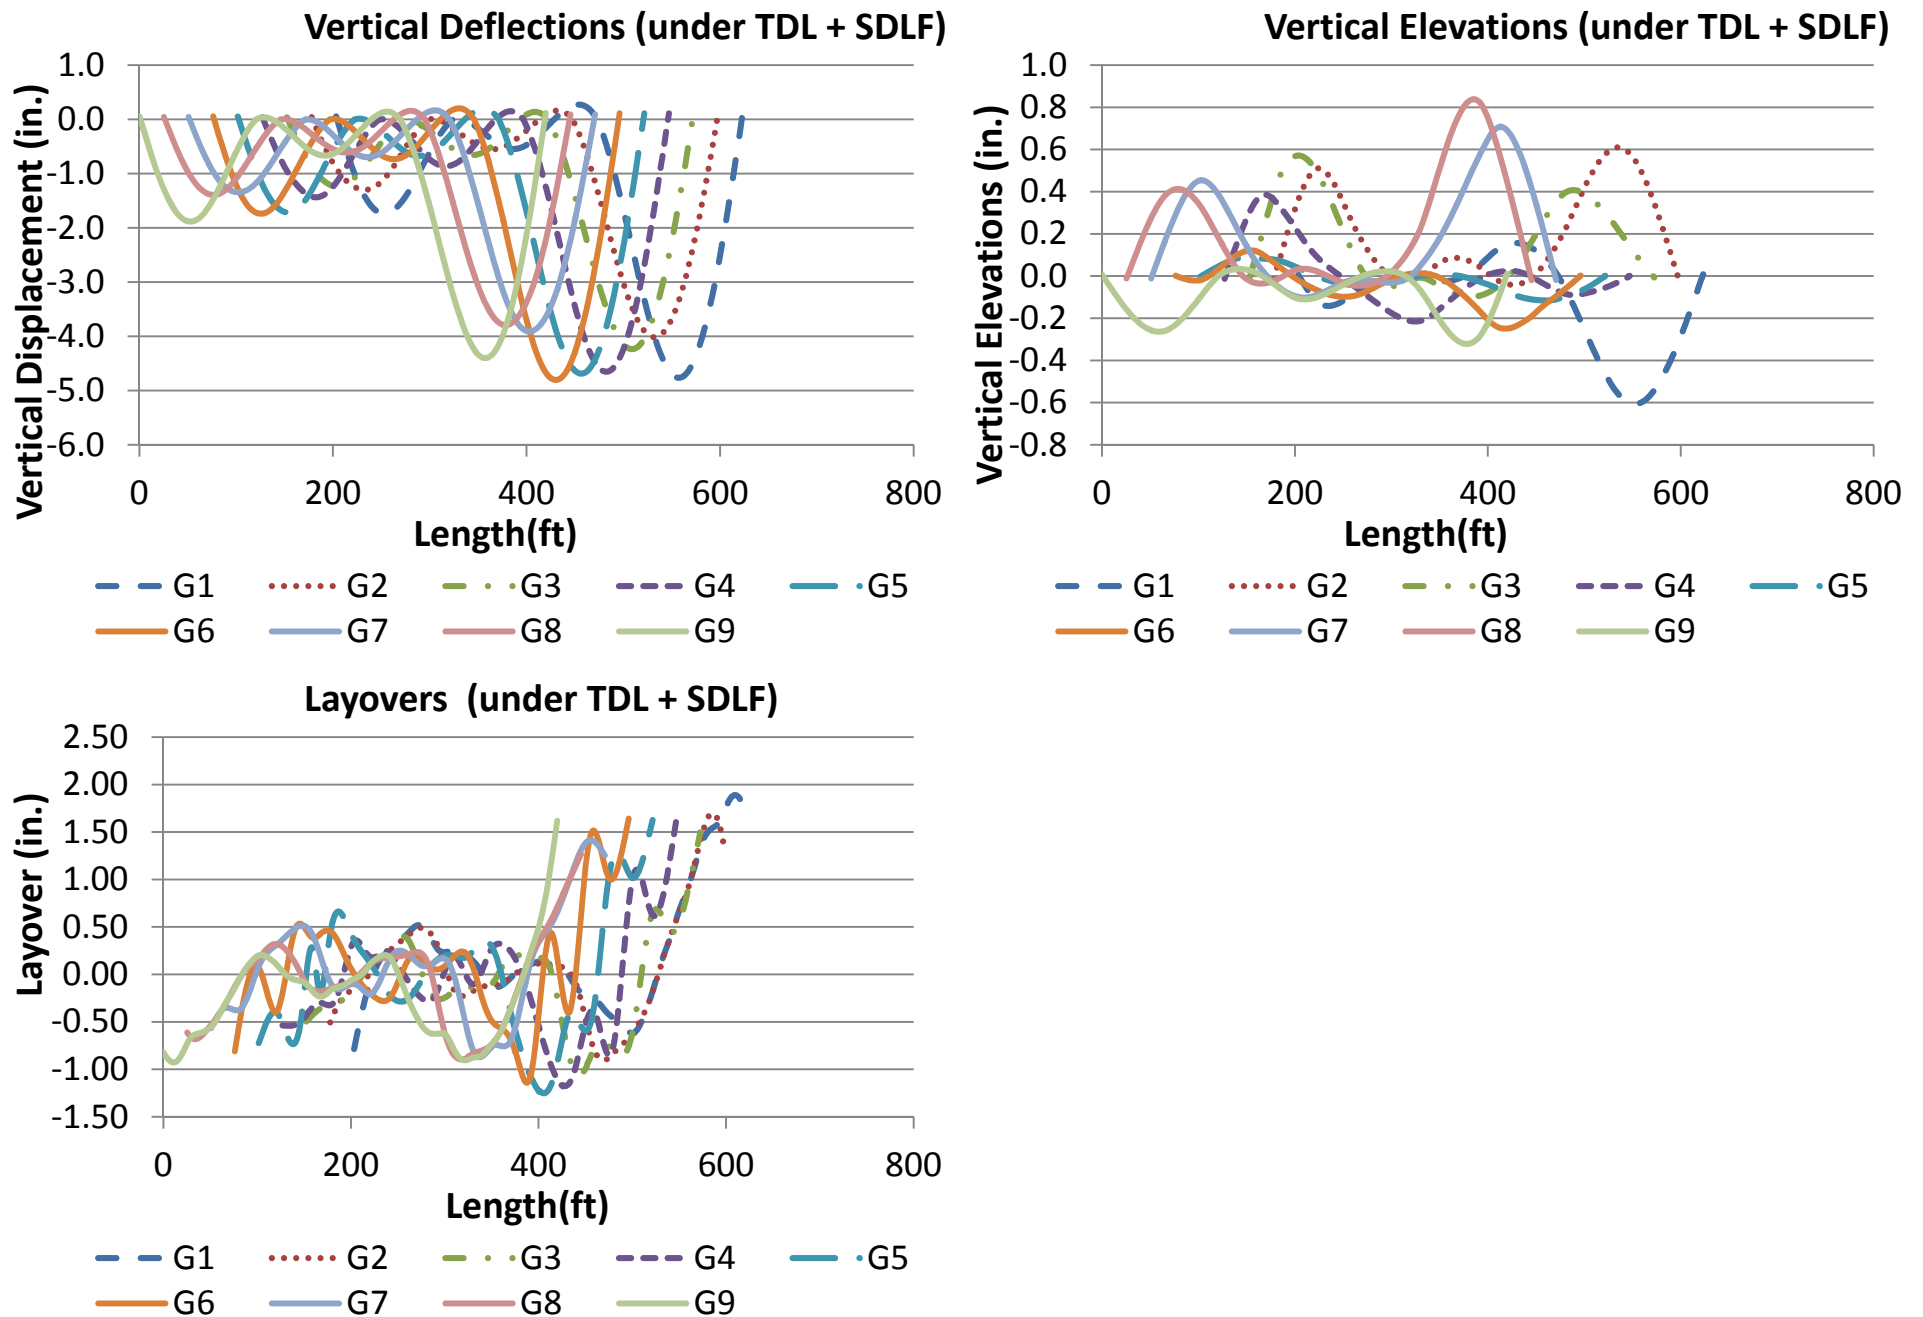 Vertical Deflections (under TDL + SDLF)
Vertical Displacement (in.)
1.0
0.0
-1.0
-2.0
-3.0
-4.0
-5.0
-6.0
0 200 400 600 800
Length(ft)
G1 G2 G3 G4 G5
G6 G7 G8 G9
Vertical Elevations (under TDL + SDLF)
Vertical Elevations (in.)
1.0
0.8
0.6
0.4
0.2
0.0
-0.2
-0.4
-0.6
-0.8
0 200 400 600 800
Length(ft)
G1 G2 G3 G4 G5
G6 G7 G8 G9
Layovers (under TDL + SDLF)
Layover (in.)
2.50
2.00
1.50
1.00
0.50
0.00
-0.50
-1.00
-1.50
0 200 400 600 800
Length(ft)
G1 G2 G3 G4 G5
G6 G7 G8 G9